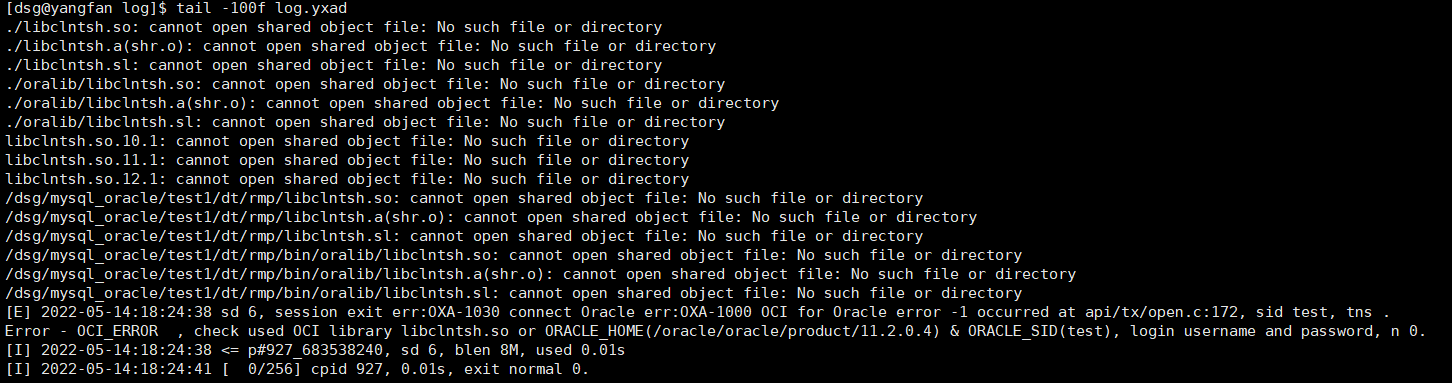 [dsg@yangfan log]$ tail -100f log.yxad
./libclntsh.so: cannot open shared object file: No such file or directory
./libclntsh.a(shr.o): cannot open shared object file: No such file or directory
./libclntsh.sl: cannot open shared object file: No such file or directory
./oralib/libclntsh.so: cannot open shared object file: No such file or directory
./oralib/libclntsh.a(shr.o): cannot open shared object file: No such file or directory
./oralib/libclntsh.sl: cannot open shared object file: No such file or directory
libclntsh.so.10.1: cannot open shared object file: No such file or directory
libclntsh.so.11.1: cannot open shared object file: No such file or directory
libclntsh.so.12.1: cannot open shared object file: No such file or directory
/dsg/mysql_oracle/test1/dt/rmp/libclntsh.so: cannot open shared object file: No such file or directory
/dsg/mysql_oracle/test1/dt/rmp/libclntsh.a(shr.o): cannot open shared object file: No such file or directory
/dsg/mysql_oracle/test1/dt/rmp/libclntsh.sl: cannot open shared object file: No such file or directory
/dsg/mysql_oracle/test1/dt/rmp/bin/oralib/libclntsh.so: cannot open shared object file: No such file or directory
/dsg/mysql_oracle/test1/dt/rmp/bin/oralib/libclntsh.a(shr.o): cannot open shared object file: No such file or directory
/dsg/mysql_oracle/test1/dt/rmp/bin/oralib/libclntsh.sl: cannot open shared object file: No such file or directory
[E] 2022-05-14:18:24:38 sd 6, session exit err:OXA-1030 connect Oracle err:OXA-1000 OCI for Oracle error -1 occurred at api/tx/open.c:172, sid test, tns .
Error - OCI_ERROR  , check used OCI library libclntsh.so or ORACLE_HOME(/oracle/oracle/product/11.2.0.4) & ORACLE_SID(test), login username and password, n 0.
[I] 2022-05-14:18:24:38 <= p#927_683538240, sd 6, blen 8M, used 0.01s
[I] 2022-05-14:18:24:41 [  0/256] cpid 927, 0.01s, exit normal 0.